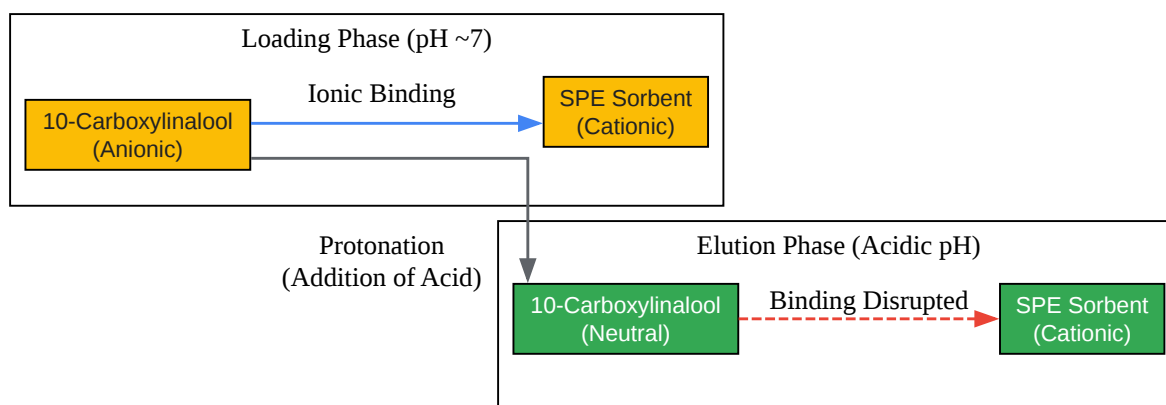 Loading Phase (pH ~7)
Ionic Binding
10-Carboxylinalool
(Anionic)
SPE Sorbent
(Cationic)
Protonation
(Addition of Acid)
Elution Phase (Acidic pH)
10-Carboxylinalool
(Neutral)
Binding Disrupted
SPE Sorbent
(Cationic)